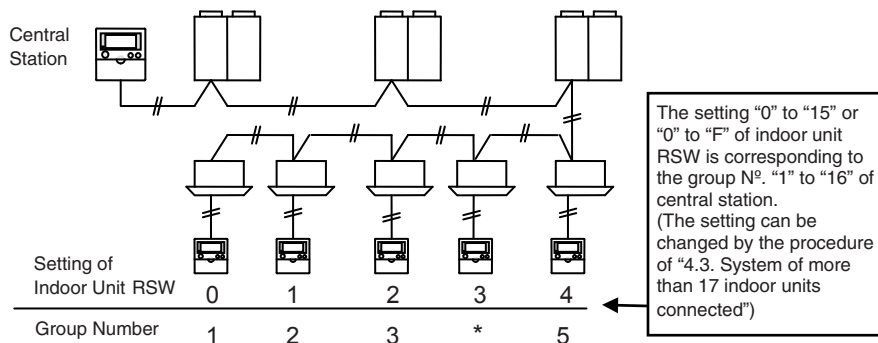 Central
Station
The setting “0” to “15” or
“0” to “F” of indoor unit
RSW is corresponding to
the group Nº. “1” to “16” of
central station.
(The setting can be
changed by the procedure
of “4.3. System of more
than 17 indoor units
connected”)
Setting of
Indoor Unit RSW 0 1 2 3 4
Group Number 1 2 3 * 5